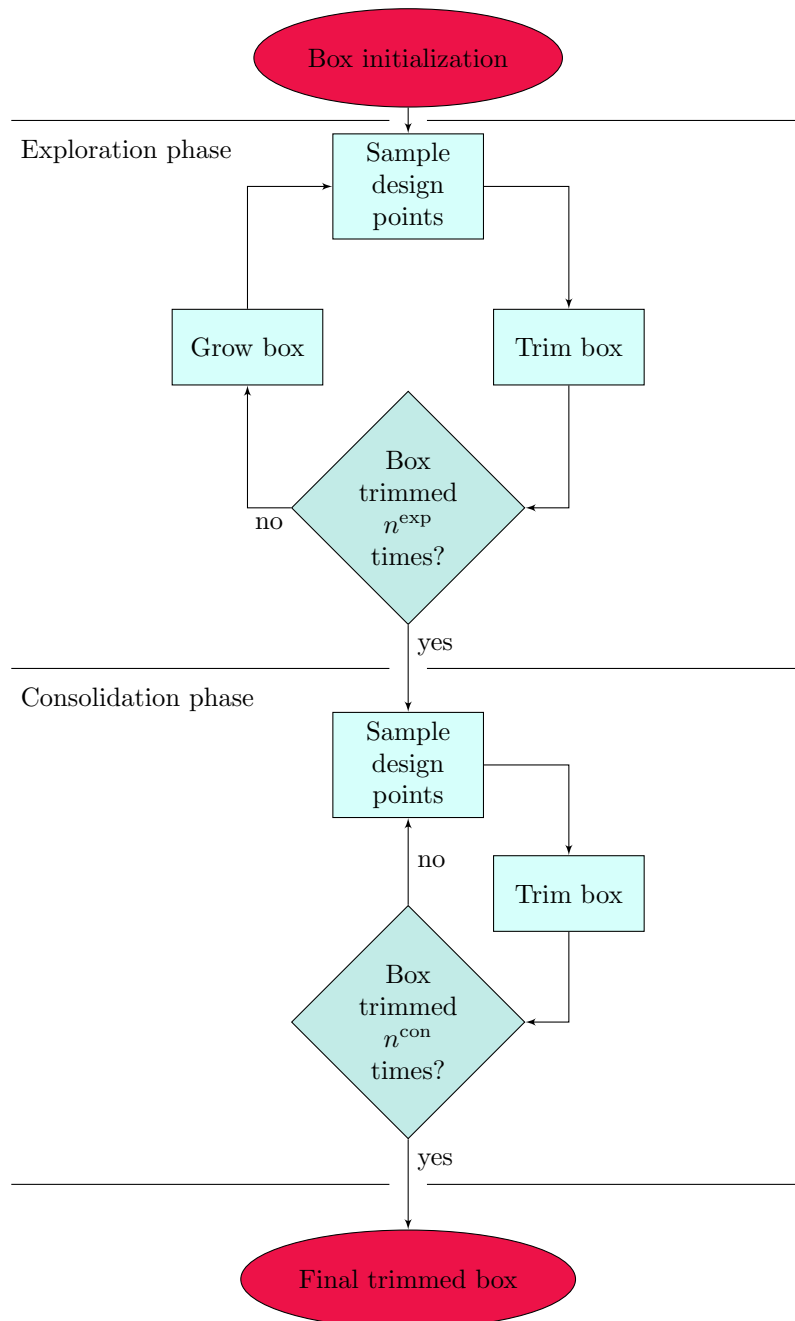 Box initialization
Exploration phase
Sample
design
points
Grow box
Trim box
Box
trimmed
n^exp
times?
no
yes
Consolidation phase
Sample
design
points
no
Trim box
Box
trimmed
n^con
times?
yes
Final trimmed box